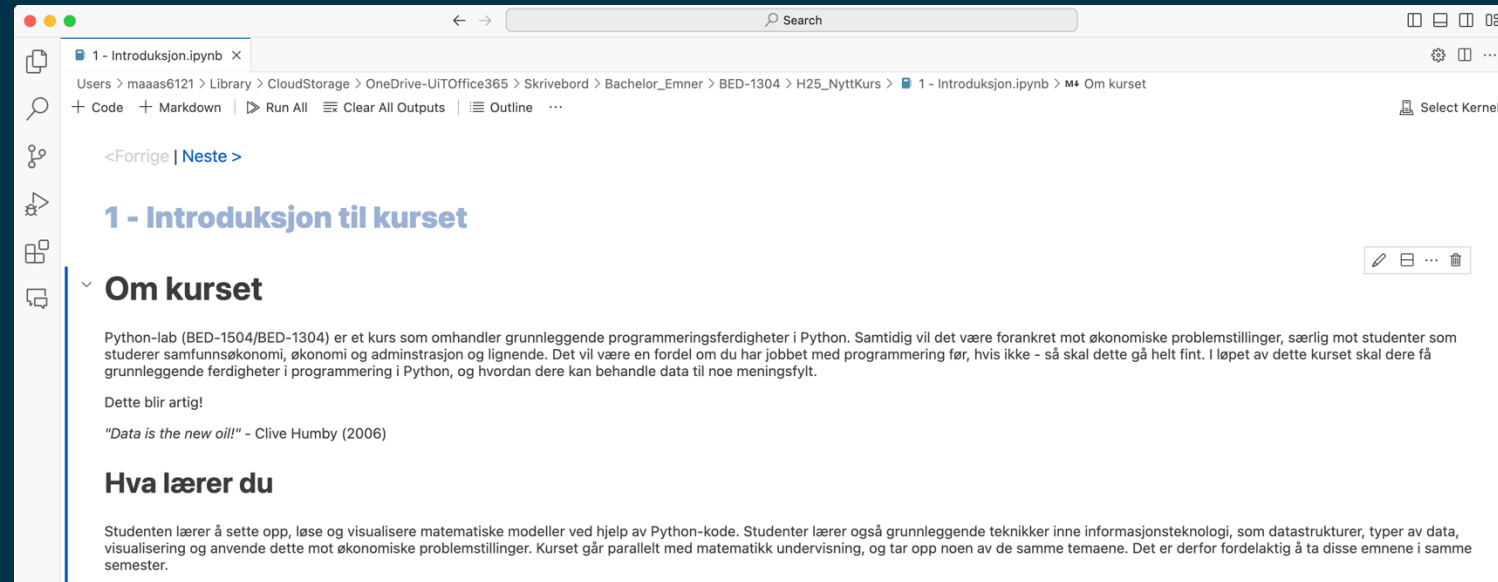 Search
1 - Introduksjon.ipynb
Users > maaas6121 > Library > CloudStorage > OneDrive-UiTOffice365 > Skrivebord > Bachelor_Emner > BED-1304 > H25_NyttKurs > 1 - Introduksjon.ipynb > M↓ Om kurset
+ Code + Markdown | Run All Clear All Outputs | Outline ... Select Kernel
<Forrige | Neste >
1 - Introduksjon til kurset
Om kurset
Python-lab (BED-1504/BED-1304) er et kurs som omhandler grunnleggende programmeringsferdigheter i Python. Samtidig vil det være forankret mot økonomiske problemstillinger, særlig mot studenter som
studerer samfunnsøkonomi, økonomi og adminstrasjon og lignende. Det vil være en fordel om du har jobbet med programmering før, hvis ikke - så skal dette gå helt fint. I løpet av dette kurset skal dere få
grunnleggende ferdigheter i programmering i Python, og hvordan dere kan behandle data til noe meningsfylt.
Dette blir artig!
"Data is the new oil!" - Clive Humby (2006)
Hva lærer du
Studenten lærer å sette opp, løse og visualisere matematiske modeller ved hjelp av Python-kode. Studenter lærer også grunnleggende teknikker inne informasjonsteknologi, som datastrukturer, typer av data,
visualisering og anvende dette mot økonomiske problemstillinger. Kurset går parallelt med matematikk undervisning, og tar opp noen av de samme temaene. Det er derfor fordelaktig å ta disse emnene i samme
semester.